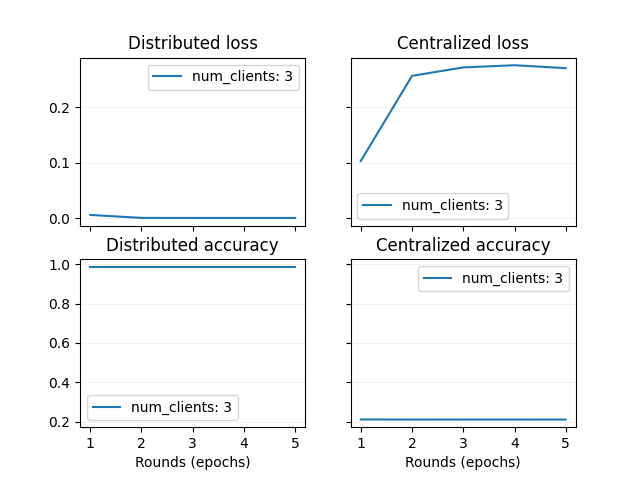 Distributed loss
num_clients: 3
0.2
0.1
0.0
Centralized loss
num_clients: 3
Distributed accuracy
num_clients: 3
1.0
0.8
0.6
0.4
0.2
1 2 3 4 5
Rounds (epochs)
Centralized accuracy
num_clients: 3
1 2 3 4 5
Rounds (epochs)